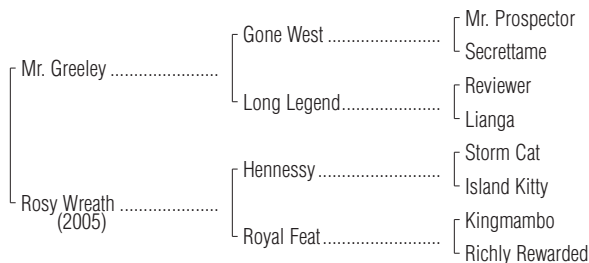 Mr. Prospector
Gone West ........................
Secrettame
Mr. Greeley ......................
Reviewer
Long Legend......................
Lianga
Storm Cat
Hennessy..........................
Island Kitty
Rosy Wreath ....................
(2005)
Kingmambo
Royal Feat.........................
Richly Rewarded